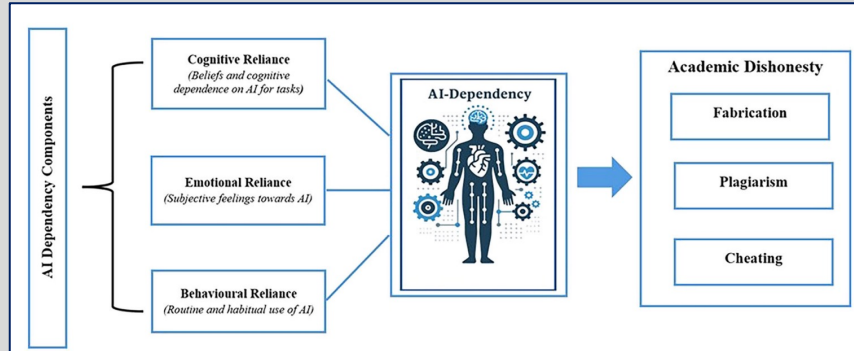 AI Dependency Components
Cognitive Reliance
(Beliefs and cognitive
dependence on AI for tasks)
Emotional Reliance
(Subjective feelings towards AI)
Behavioural Reliance
(Routine and habitual use of AI)
AI-Dependency
Academic Dishonesty
Fabrication
Plagiarism
Cheating